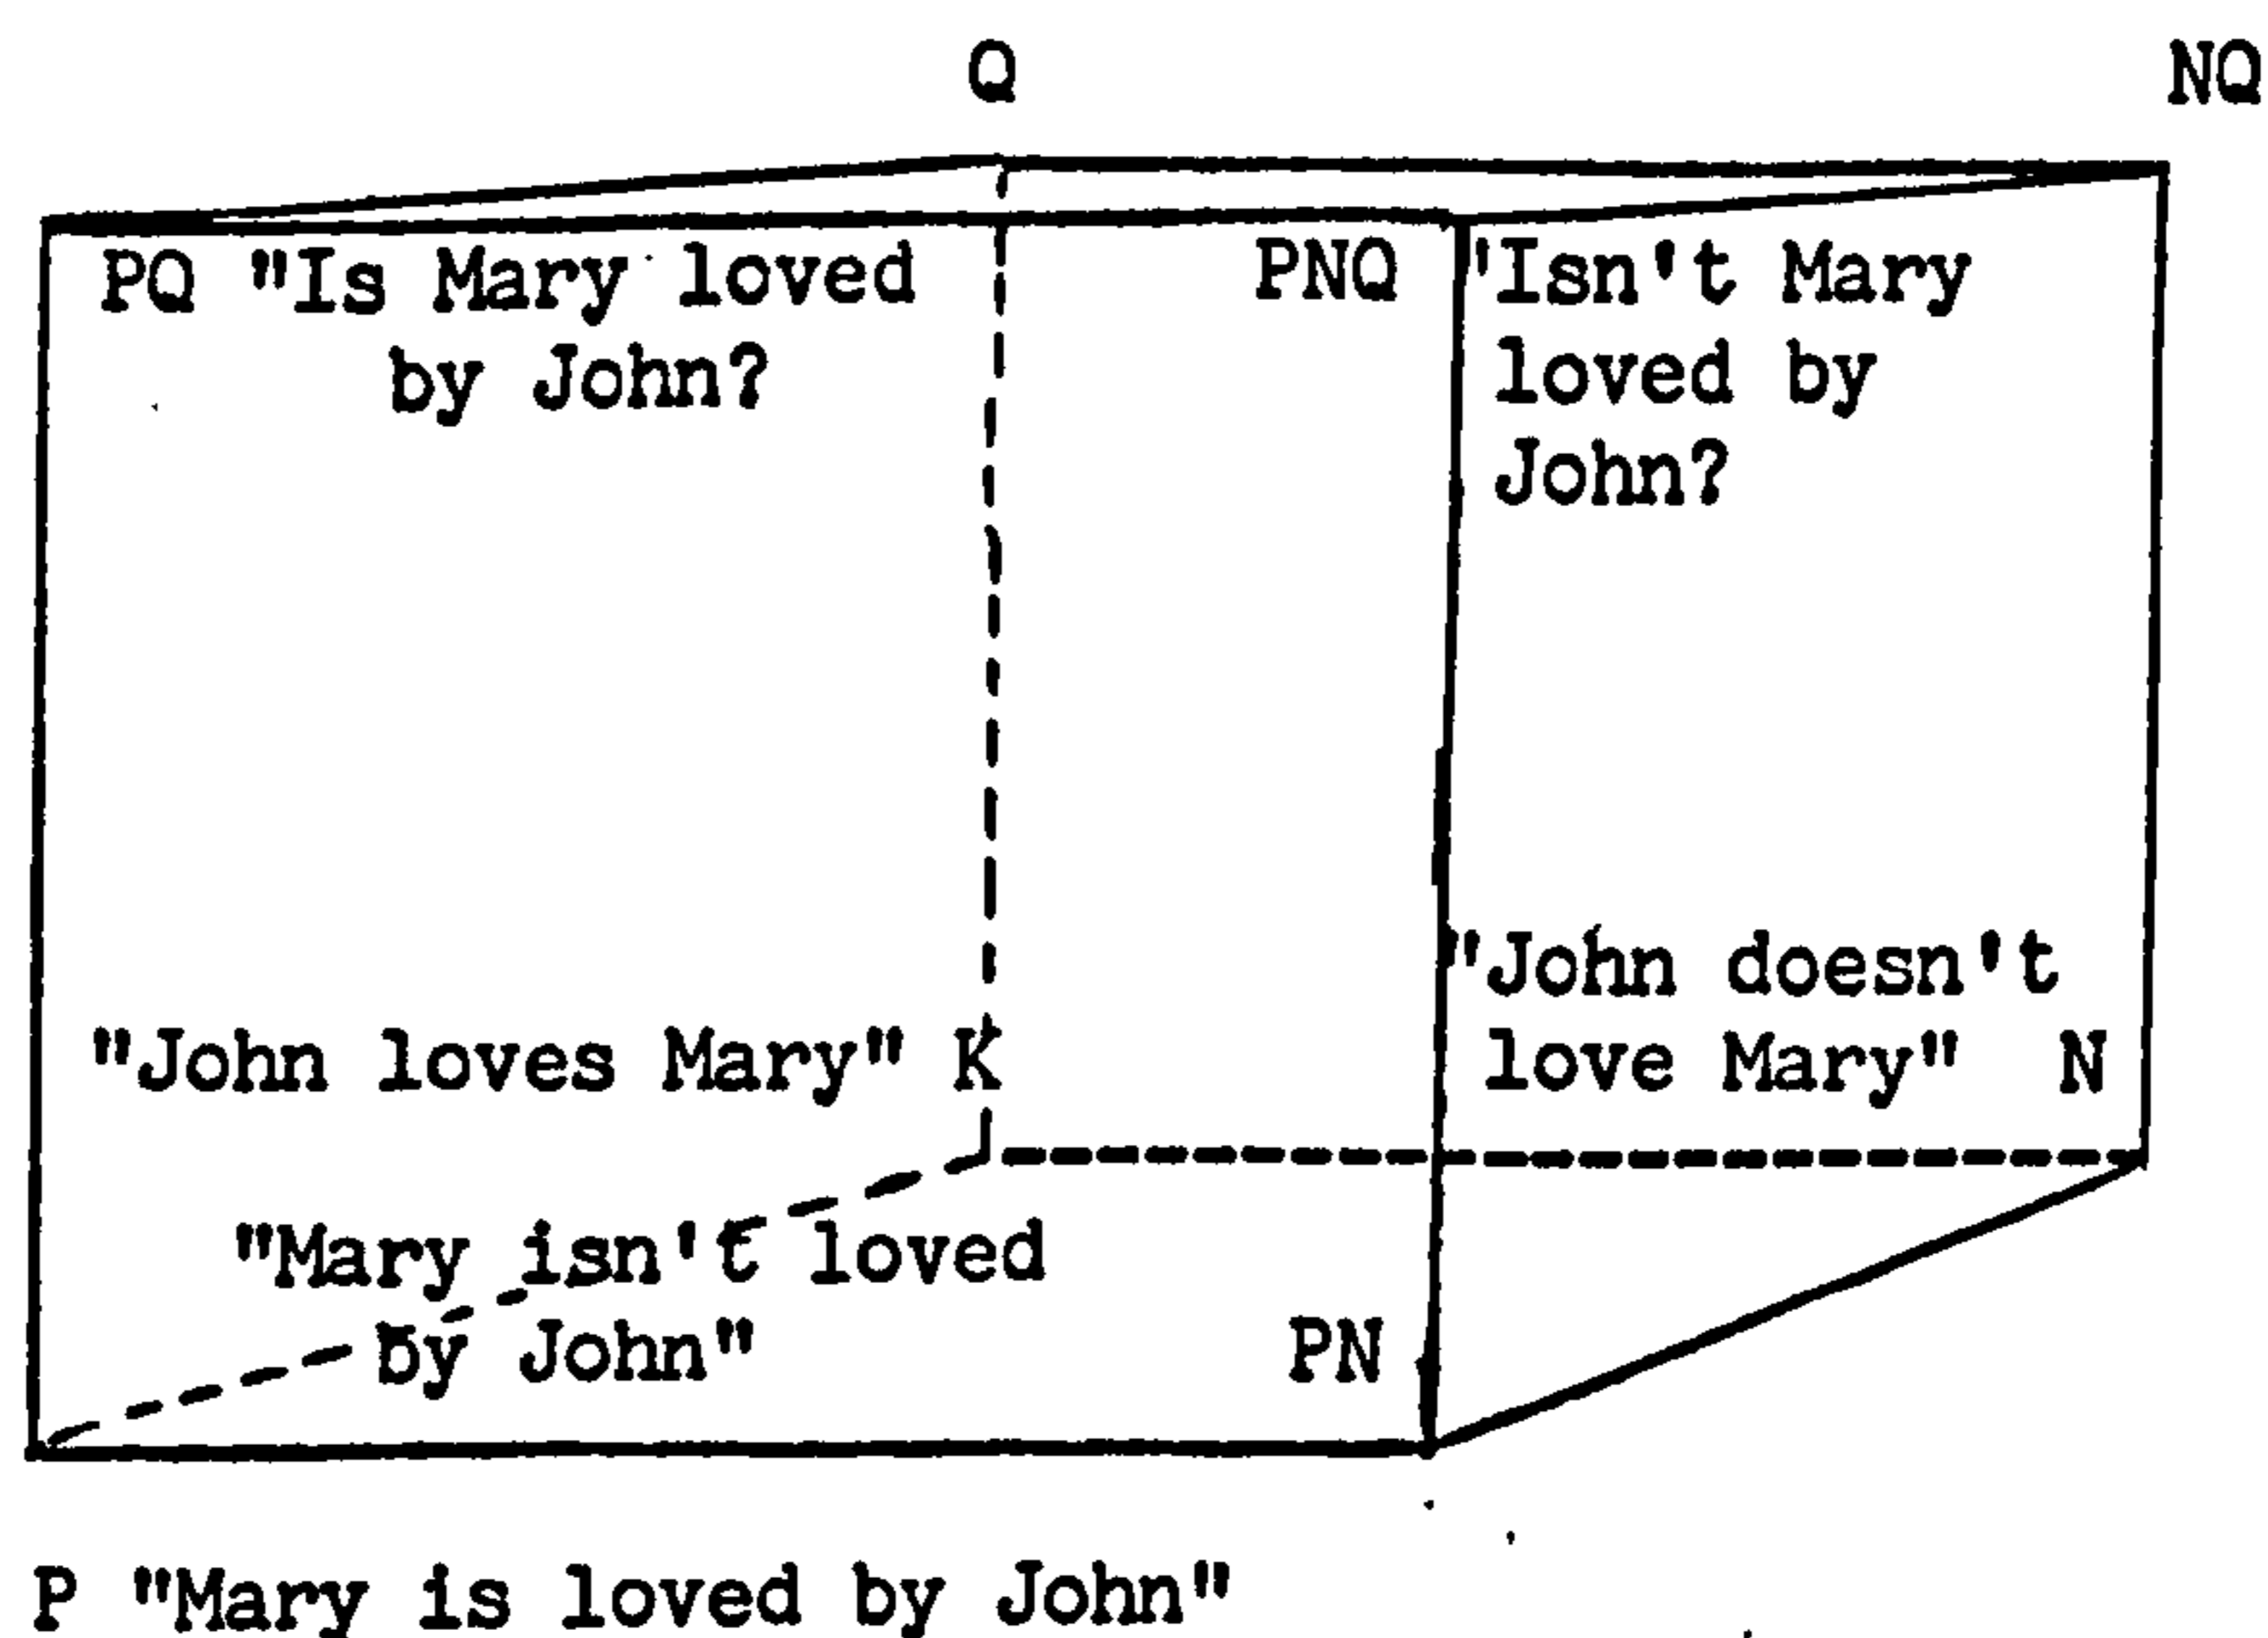 Q NQ
PQ "Is Mary loved
by John?
PNQ "Isn't Mary
loved by
John?
"John loves Mary" K
"John doesn't
love Mary" N
"Mary isn't loved
by John" PN
P "Mary is loved by John"